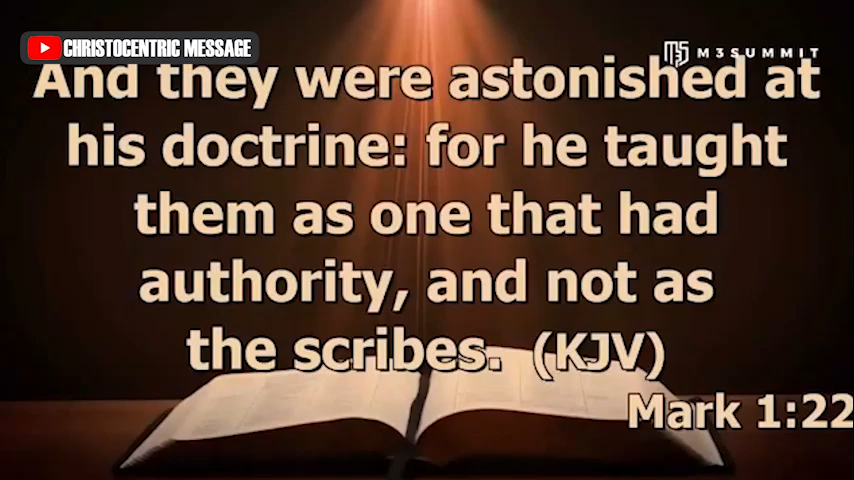 CHRISTOCENTRIC MESSAGE
M3SUMMIT
And they were astonished at
his doctrine: for he taught
them as one that had
authority, and not as
the scribes. (KJV)
Mark 1:22